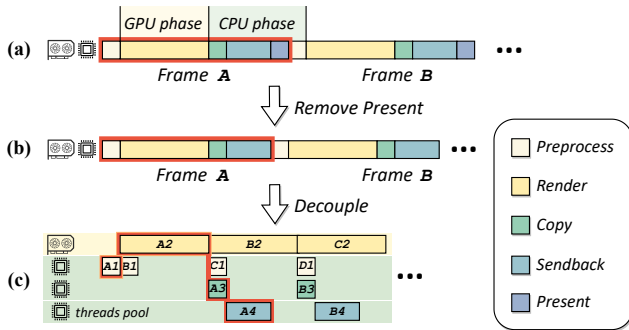 GPU phase CPU phase
(a)
Frame A Frame B
Remove Present
(b)
Frame A Frame B
Decouple
(c)
A2 B2 C2
A1 B1 C1 D1
A3 B3
threads pool A4 B4
...
...
...
Preprocess
Render
Copy
Sendback
Present